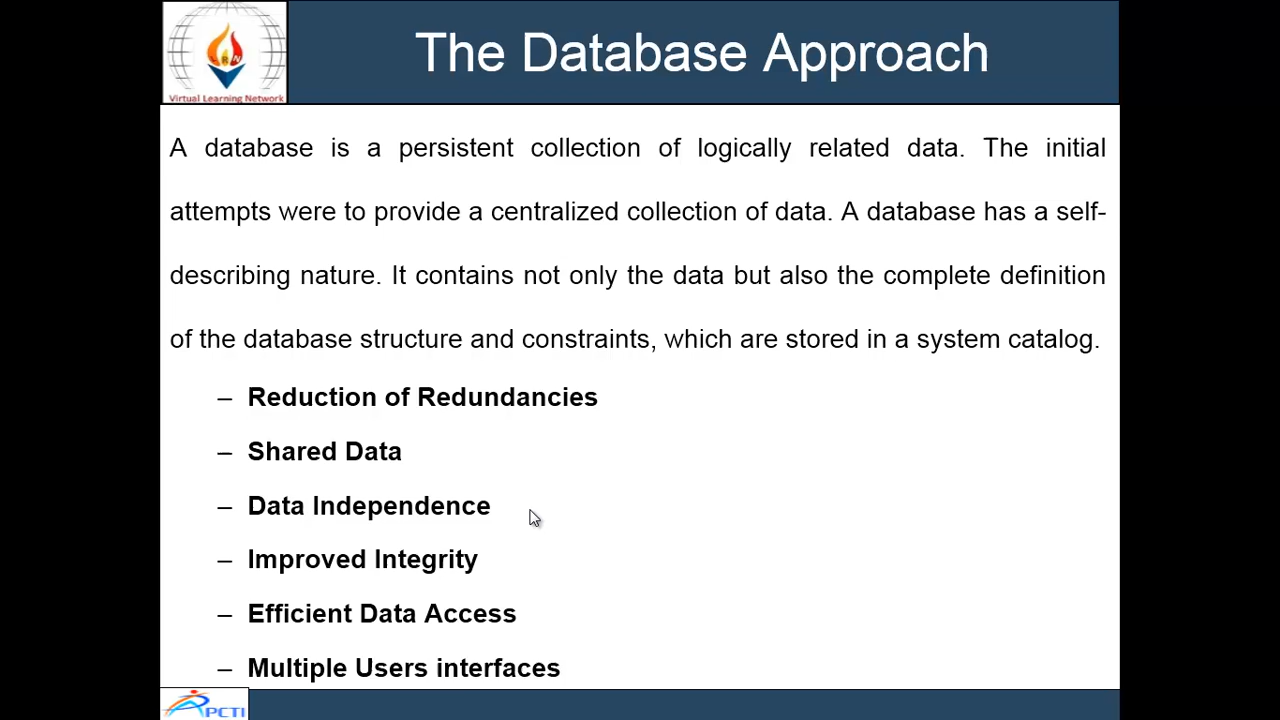 The Database Approach
Virtual Learning Network
A database is a persistent collection of logically related data. The initial
attempts were to provide a centralized collection of data. A database has a self-
describing nature. It contains not only the data but also the complete definition
of the database structure and constraints, which are stored in a system catalog.
– Reduction of Redundancies
– Shared Data
– Data Independence
– Improved Integrity
– Efficient Data Access
– Multiple Users interfaces
PCTI